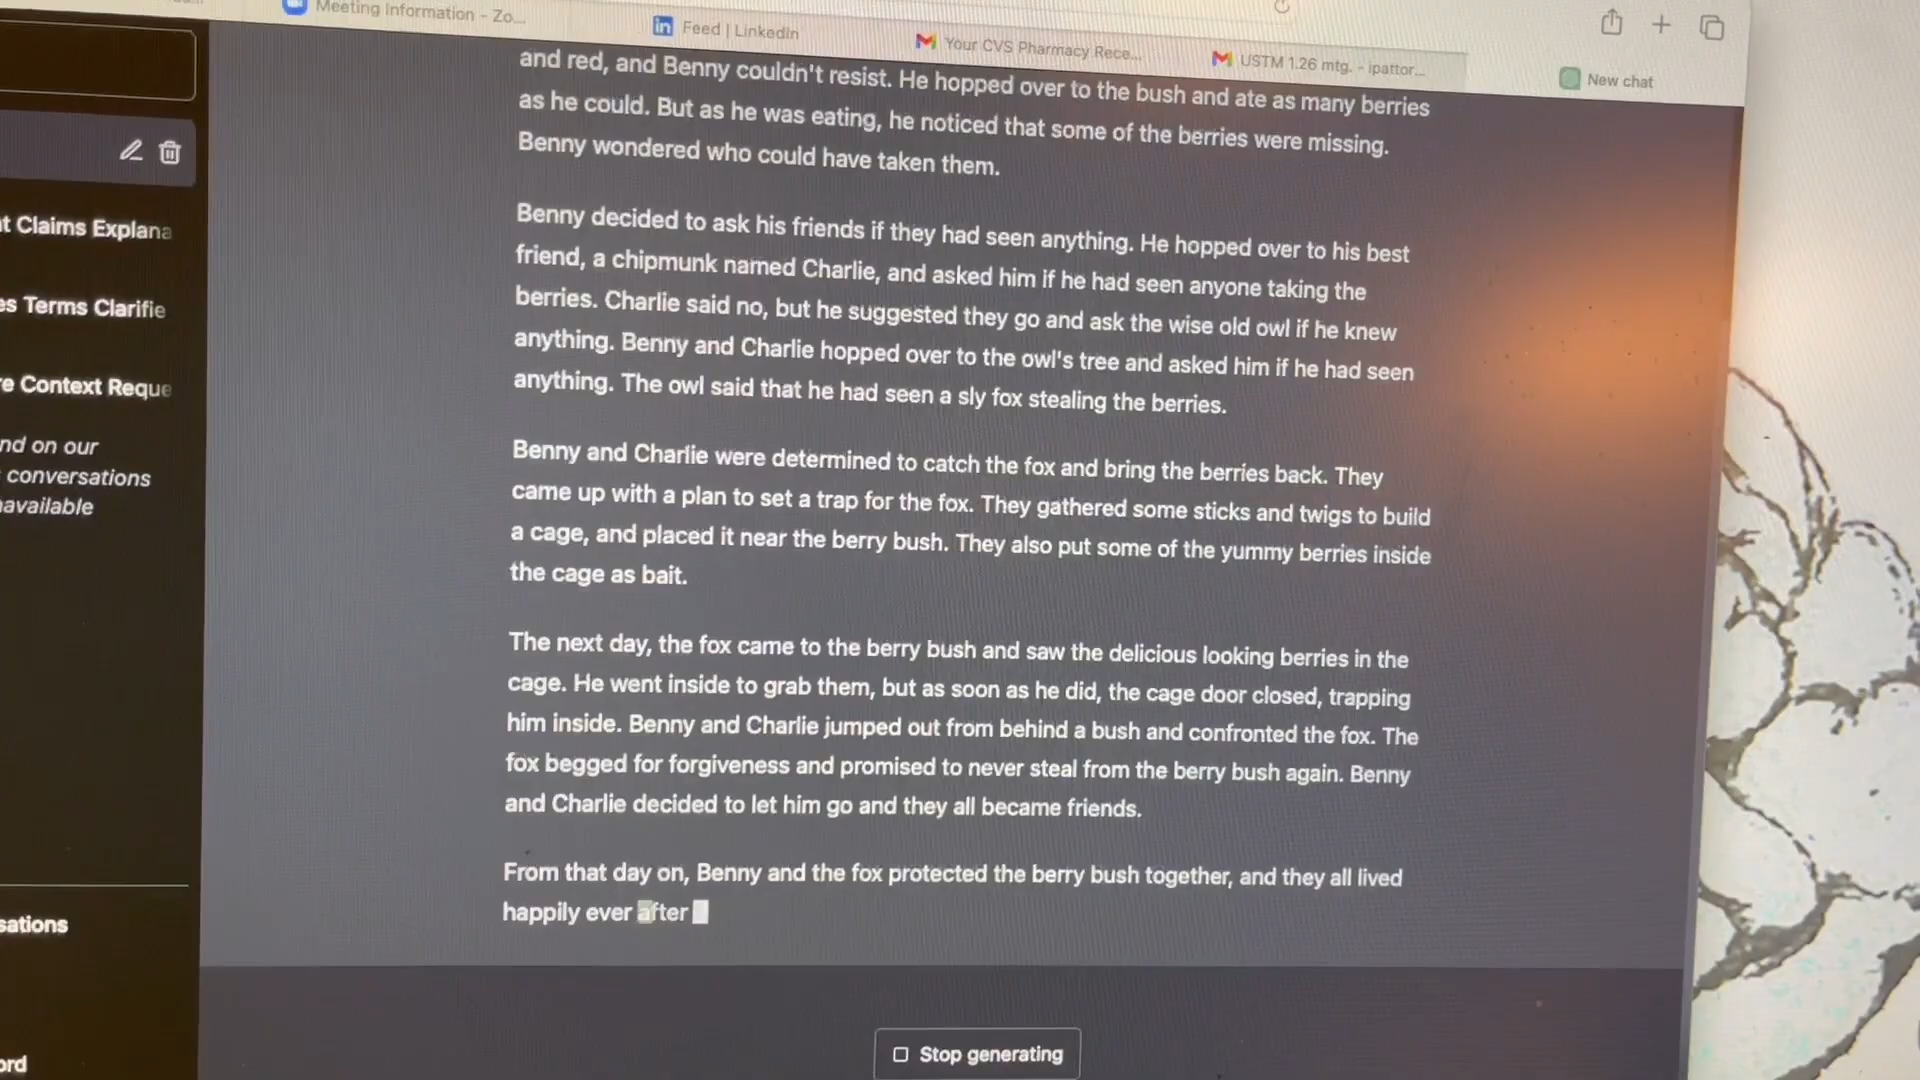 Meeting Information - Zo...
Feed | LinkedIn
Your CVS Pharmacy Rece...
USTM 1.26 mtg. - ipattor...
New chat
t Claims Explana
es Terms Clarifie
e Context Reque
nd on our
conversations
available
sations
ord
and red, and Benny couldn't resist. He hopped over to the bush and ate as many berries
as he could. But as he was eating, he noticed that some of the berries were missing.
Benny wondered who could have taken them.
Benny decided to ask his friends if they had seen anything. He hopped over to his best
friend, a chipmunk named Charlie, and asked him if he had seen anyone taking the
berries. Charlie said no, but he suggested they go and ask the wise old owl if he knew
anything. Benny and Charlie hopped over to the owl's tree and asked him if he had seen
anything. The owl said that he had seen a sly fox stealing the berries.
Benny and Charlie were determined to catch the fox and bring the berries back. They
came up with a plan to set a trap for the fox. They gathered some sticks and twigs to build
a cage, and placed it near the berry bush. They also put some of the yummy berries inside
the cage as bait.
The next day, the fox came to the berry bush and saw the delicious looking berries in the
cage. He went inside to grab them, but as soon as he did, the cage door closed, trapping
him inside. Benny and Charlie jumped out from behind a bush and confronted the fox. The
fox begged for forgiveness and promised to never steal from the berry bush again. Benny
and Charlie decided to let him go and they all became friends.
From that day on, Benny and the fox protected the berry bush together, and they all lived
happily ever after
Stop generating